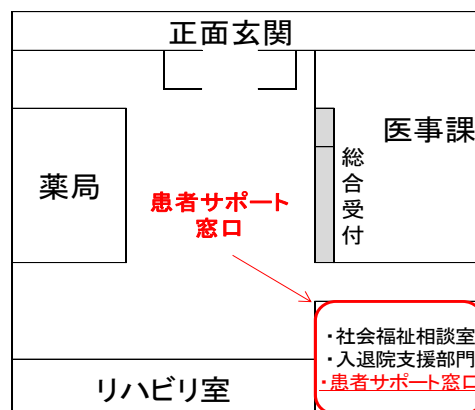 正面玄関
医事課
総合受付
薬局
患者サポート
窓口
・社会福祉相談室
・入退院支援部門
・患者サポート窓口
リハビリ室